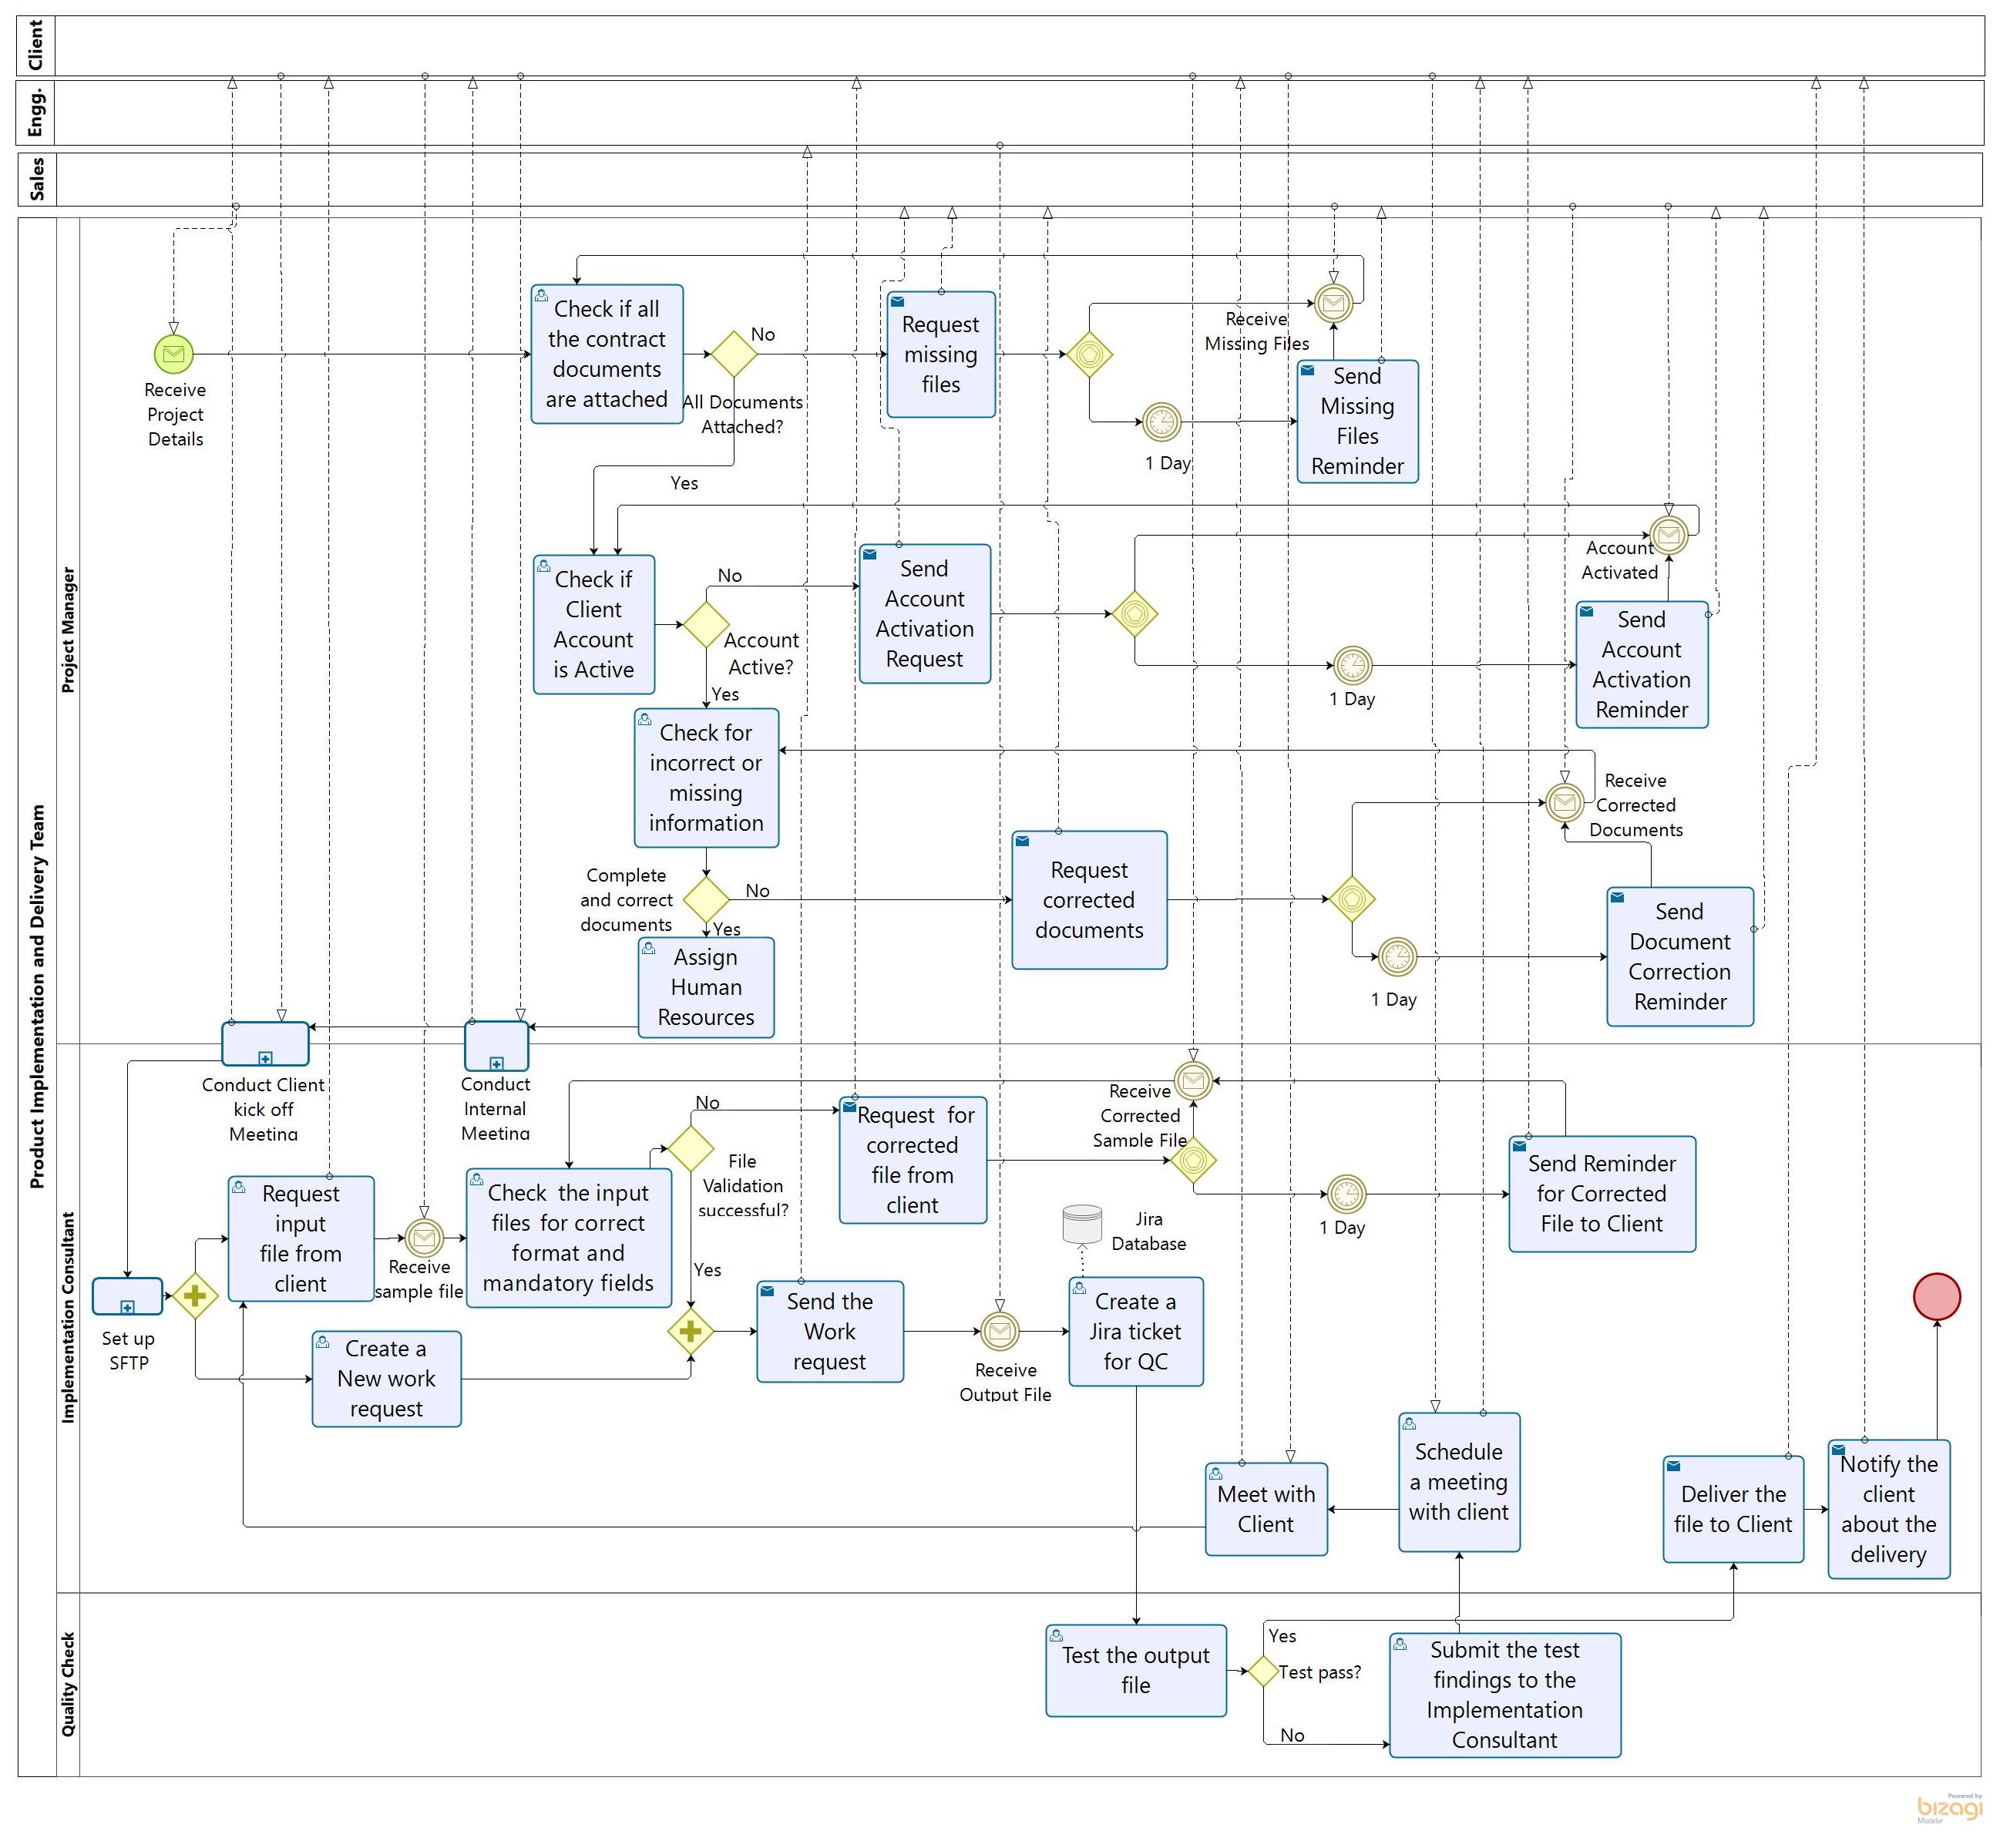 Client
Engg.
Sales
Product Implementation and Delivery Team
Project Manager
Receive
Project
Details
Check if all
the contract
documents
are attached
No
All Documents
Attached?
Yes
Request
missing
files
Receive
Missing Files
1 Day
Send
Missing
Files
Reminder
Check if
Client
Account
is Active
No
Account
Active?
Yes
Send
Account
Activation
Request
1 Day
Account
Activated
Send
Account
Activation
Reminder
Check for
incorrect or
missing
information
Complete
and correct
documents
No
Yes
Request
corrected
documents
1 Day
Receive
Corrected
Documents
Send
Document
Correction
Reminder
Assign
Human
Resources
Implementation Consultant
Conduct Client
kick off
Meeting
Conduct
Internal
Meeting
Set up
SFTP
Request
input
file from
client
Receive
sample file
Check  the input
files for correct
format and
mandatory fields
No
File
Validation
successful?
Yes
Request  for
corrected
file from
client
Receive
Corrected
Sample File
1 Day
Send Reminder
for Corrected
File to Client
Create a
New work
request
Send the
Work
request
Receive
Output File
Jira
Database
Create a
Jira ticket
for QC
Meet with
Client
Schedule
a meeting
with client
Deliver the
file to Client
Notify the
client
about the
delivery
Quality Check
Test the output
file
Yes
Test pass?
No
Submit the test
findings to the
Implementation
Consultant
Powered by
bizagi
Modeler